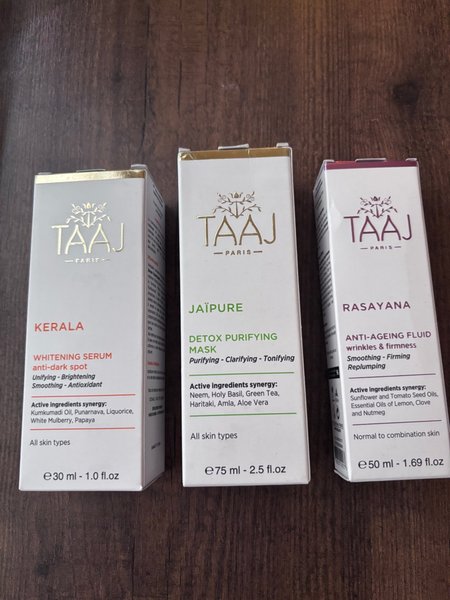 TAAJ
PARIS
KERALA
WHITENING SERUM
anti-dark spot
Unifying - Brightening
Smoothing - Antioxidant
Active ingredients synergy:
Kumkumadi Oil, Punarnava, Liquorice,
White Mulberry, Papaya
All skin types
℮30 ml - 1.0 fl.oz
TAAJ
PARIS
JAÏPURE
DETOX PURIFYING
MASK
Purifying - Clarifying - Tonifying
Active ingredients synergy:
Neem, Holy Basil, Green Tea,
Haritaki, Amla, Aloe Vera
All skin types
℮75 ml - 2.5 fl.oz
TAAJ
PARIS
RASAYANA
ANTI-AGEING FLUID
wrinkles & firmness
Smoothing - Firming
Replumping
Active ingredients synergy:
Sunflower and Tomato Seed Oils,
Essential Oils of Lemon, Clove
and Nutmeg
Normal to combination skin
℮50 ml - 1.69 fl.oz